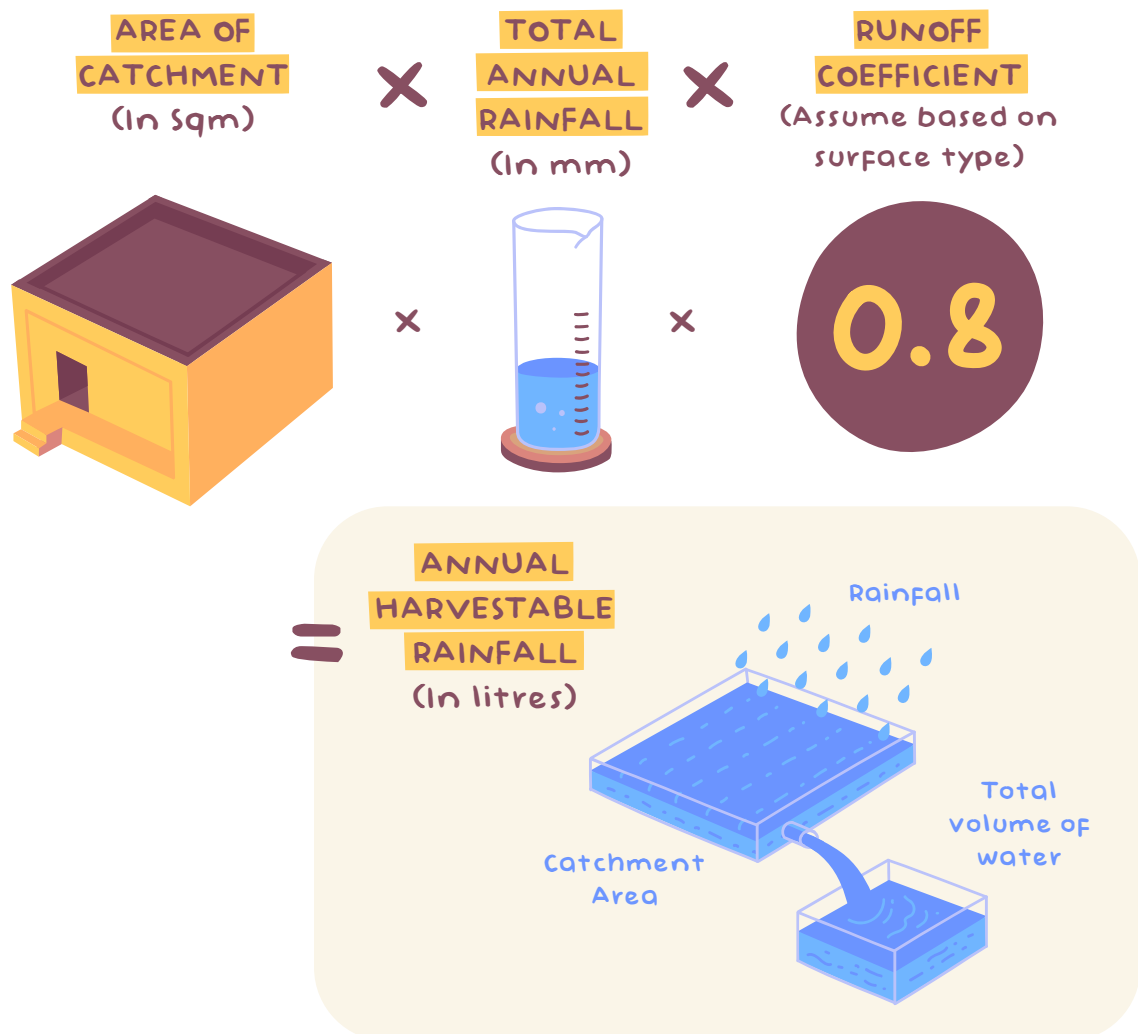 AREA OF
CATCHMENT
(In Sqm)
×
TOTAL
ANNUAL
RAINFALL
(In mm)
×
RUNOFF
COEFFICIENT
(Assume based on
surface type)
×
×
0.8
=
ANNUAL
HARVESTABLE
RAINFALL
(In litres)
Rainfall
Catchment
Area
Total
volume of
water